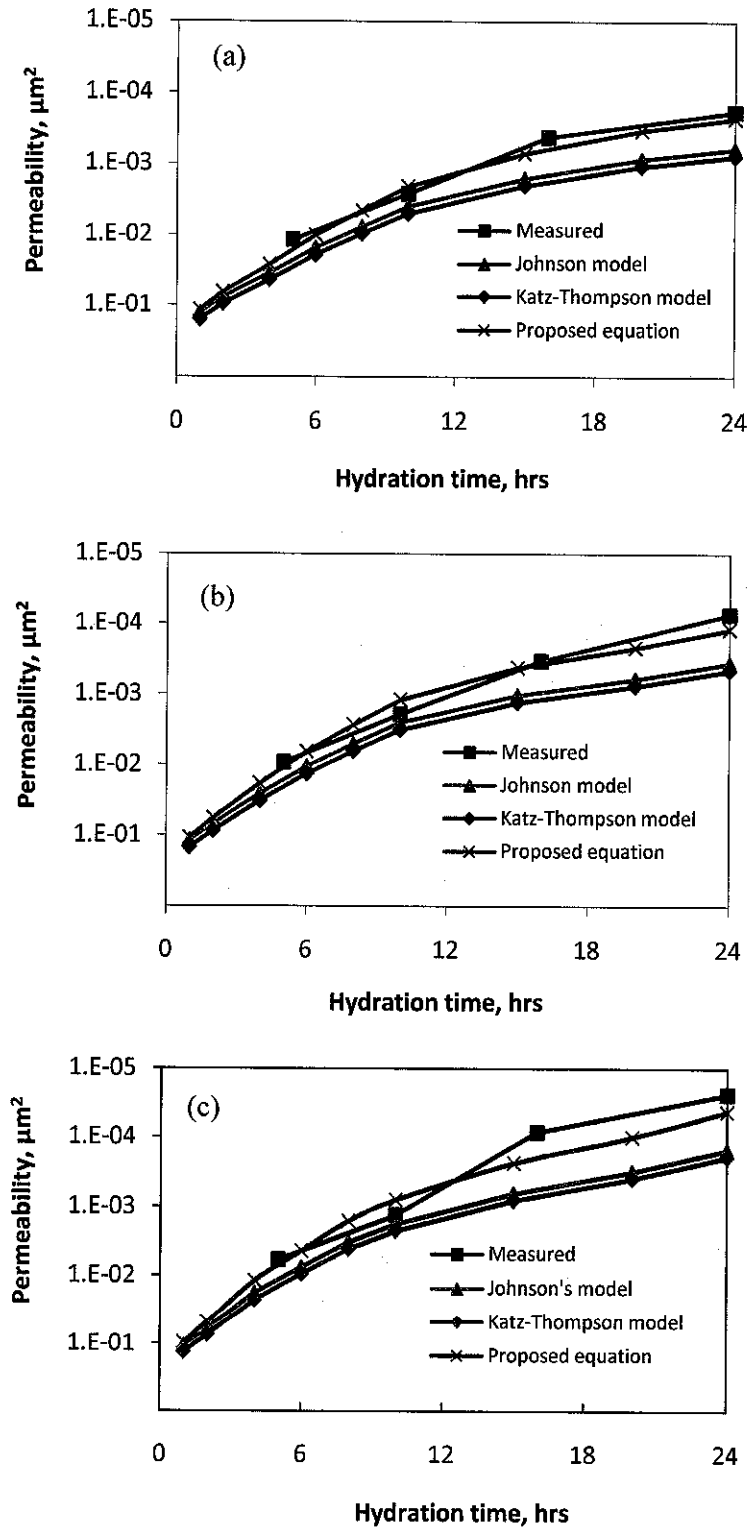 1.E-05
(a)
1.E-04
1.E-03
1.E-02
1.E-01
Permeability, μm²
Measured
Johnson model
Katz-Thompson model
Proposed equation
0 6 12 18 24
Hydration time, hrs
1.E-05
(b)
1.E-04
1.E-03
1.E-02
1.E-01
Permeability, μm²
Measured
Johnson model
Katz-Thompson model
Proposed equation
0 6 12 18 24
Hydration time, hrs
1.E-05
(c)
1.E-04
1.E-03
1.E-02
1.E-01
Permeability, μm²
Measured
Johnson's model
Katz-Thompson model
Proposed equation
0 6 12 18 24
Hydration time, hrs